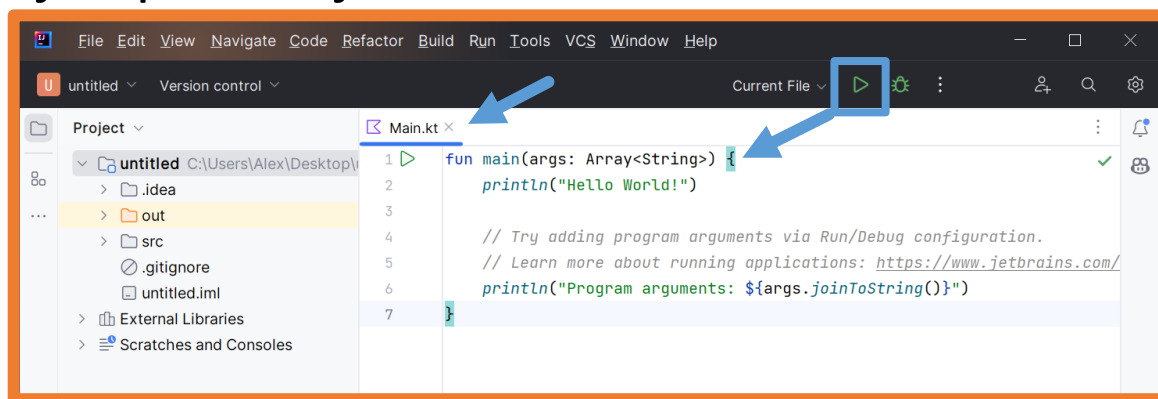 File Edit View Navigate Code Refactor Build Run Tools VCS Window Help
U untitled Version control Current File
Project
Main.kt
untitled C:\Users\Alex\Desktop\
.idea
out
src
.gitignore
untitled.iml
External Libraries
Scratches and Consoles
1 fun main(args: Array<String>) {
2 println("Hello World!")
3
4 // Try adding program arguments via Run/Debug configuration.
5 // Learn more about running applications: https://www.jetbrains.com/
6 println("Program arguments: ${args.joinToString()}")
7 }